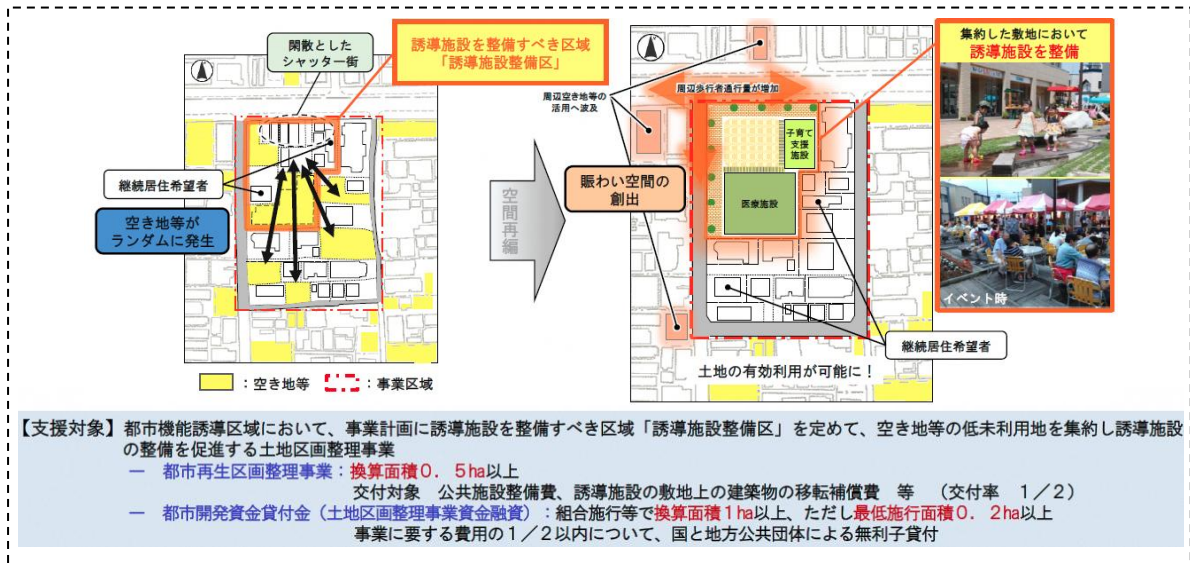 閑散とした
シャッター街
誘導施設を整備すべき区域
「誘導施設整備区」
継続居住希望者
空き地等が
ランダムに発生
:空き地等
:事業区域
空間再編
周辺空き地等の
活用へ波及
周辺歩行者通行量が増加
子育て
支援
施設
医療施設
賑わい空間の
創出
継続居住希望者
土地の有効利用が可能に！
集約した敷地において
誘導施設を整備
イベント時
【支援対象】都市機能誘導区域において、事業計画に誘導施設を整備すべき区域「誘導施設整備区」を定めて、空き地等の低未利用地を集約し誘導施設
の整備を促進する土地区画整理事業
― 都市再生区画整理事業：換算面積０．５ha以上
交付対象 公共施設整備費、誘導施設の敷地上の建築物の移転補償費 等 （交付率 １／２）
― 都市開発資金貸付金（土地区画整理事業資金融資）：組合施行等で換算面積１ha以上、ただし最低施行面積０．２ha以上
事業に要する費用の１／２以内について、国と地方公共団体による無利子貸付